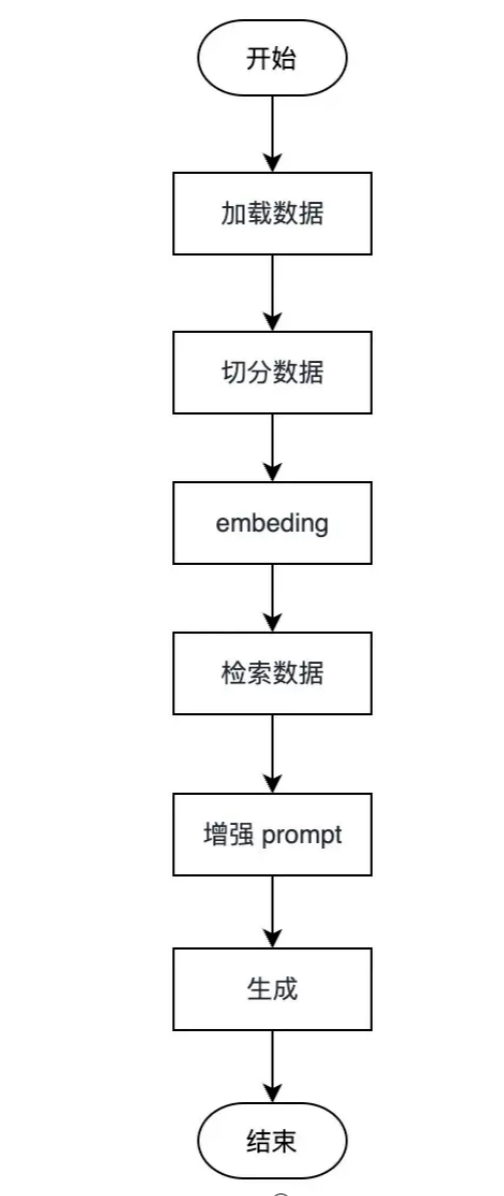 开始
加载数据
切分数据
embeding
检索数据
增强 prompt
生成
结束